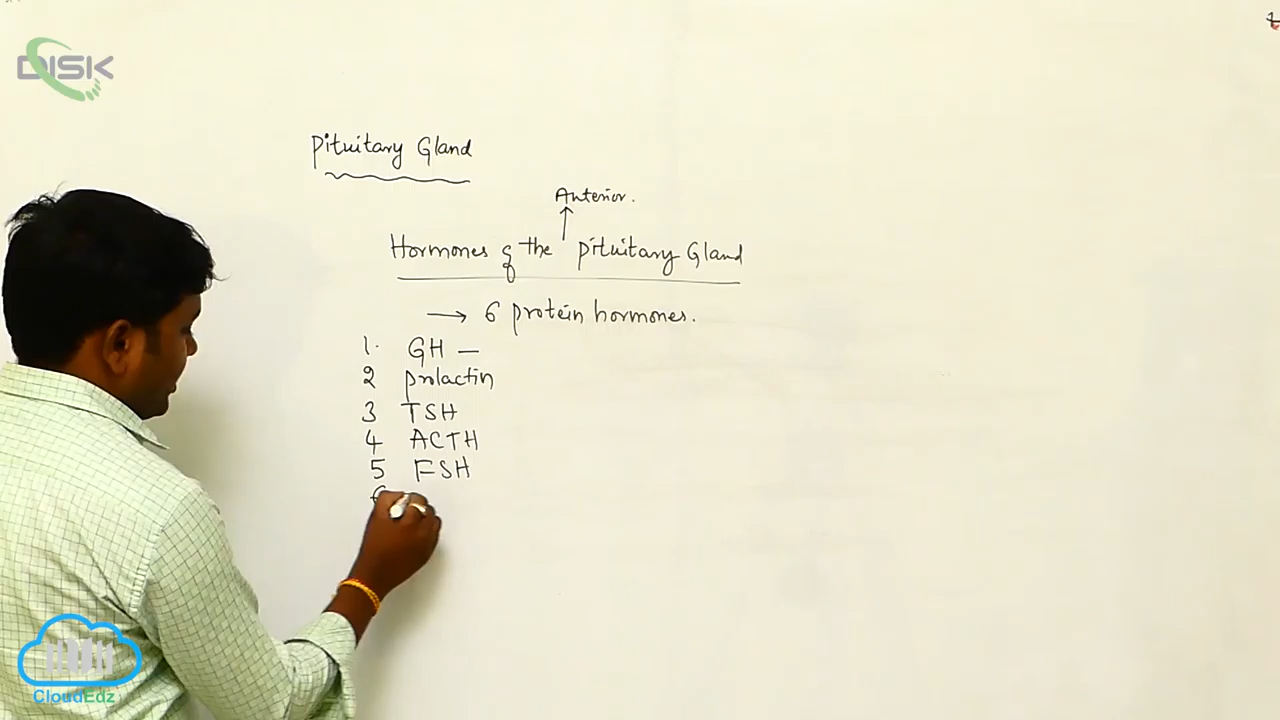 DISK
Pituitary Gland
Anterior.
Hormones of the Pituitary Gland
→ 6 protein hormones.
1. GH —
2 prolactin
3 TSH
4 ACTH
5 FSH
6
CloudEdz